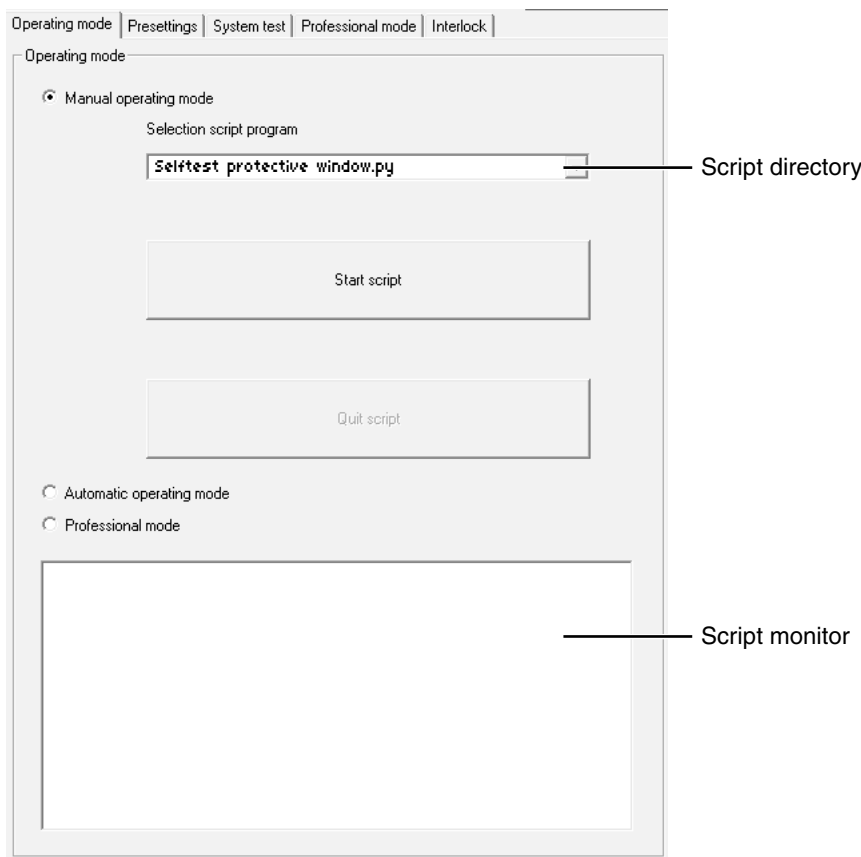 Operating mode Presettings System test Professional mode Interlock
Operating mode
Manual operating mode
Selection script program
Selftest protective window.py
Script directory
Start script
Quit script
Automatic operating mode
Professional mode
Script monitor